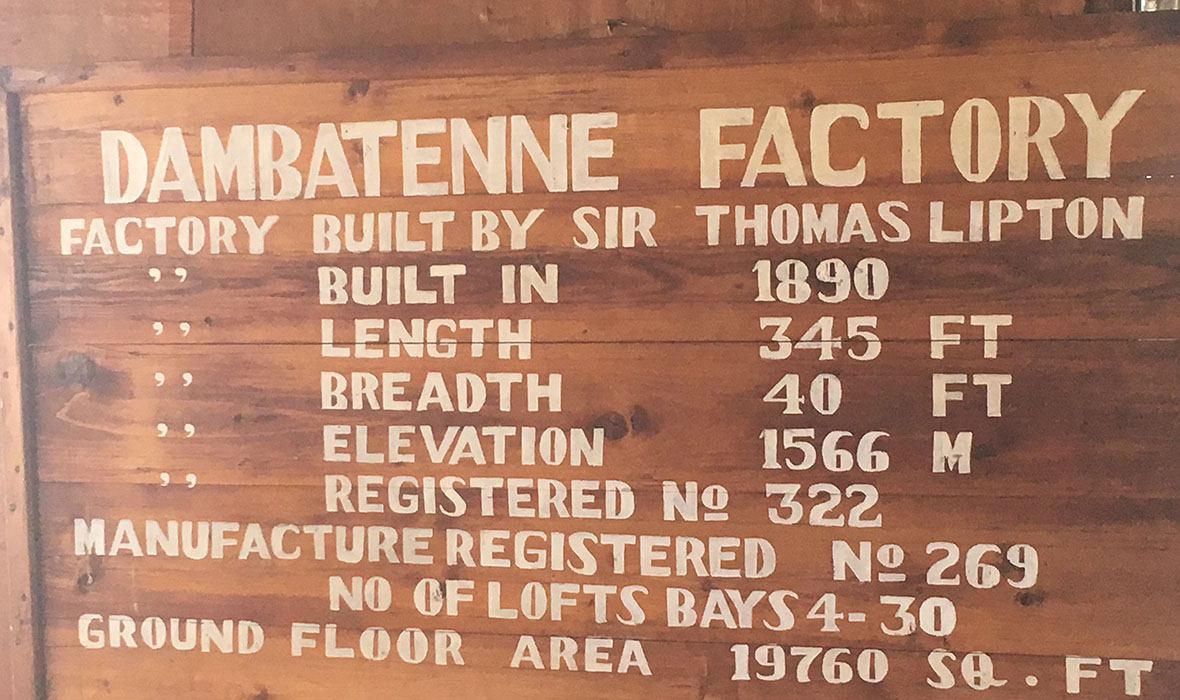 DAMBATENNE FACTORY
FACTORY BUILT BY SIR THOMAS LIPTON
,, BUILT IN 1890
,, LENGTH 345 FT
,, BREADTH 40 FT
,, ELEVATION 1566 M
,, REGISTERED Nº 322
MANUFACTURE REGISTERED Nº 269
NO OF LOFTS BAYS 4-30
GROUND FLOOR AREA 19760 SQ. FT